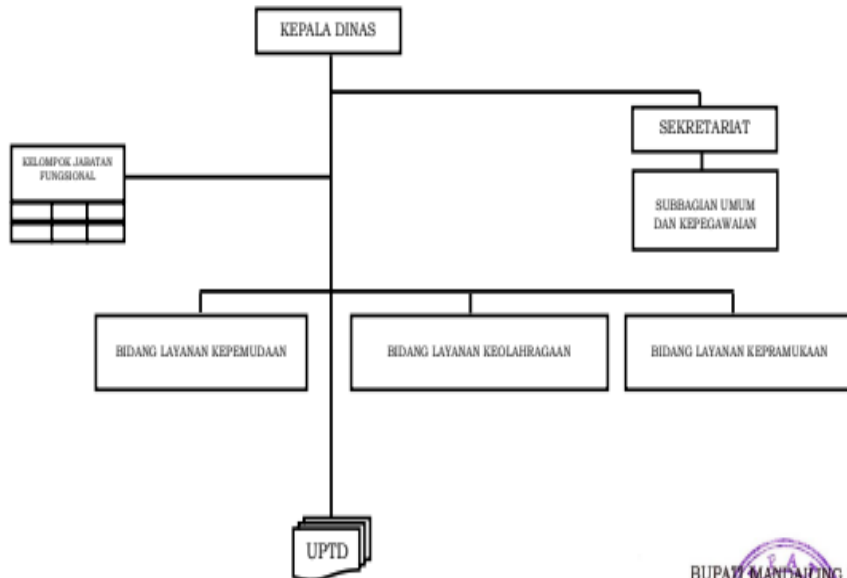 KEPALA DINAS
SEKRETARIAT
KELOMPOK JABATAN
FUNGSIONAL
SUBBAGIAN UMUM
DAN KEPEGAWAIAN
BIDANG LAYANAN KEPEMUDAAN
BIDANG LAYANAN KEOLAHRAGAAN
BIDANG LAYANAN KEPRAMUKAAN
UPTD
BUPATI MANDAILING